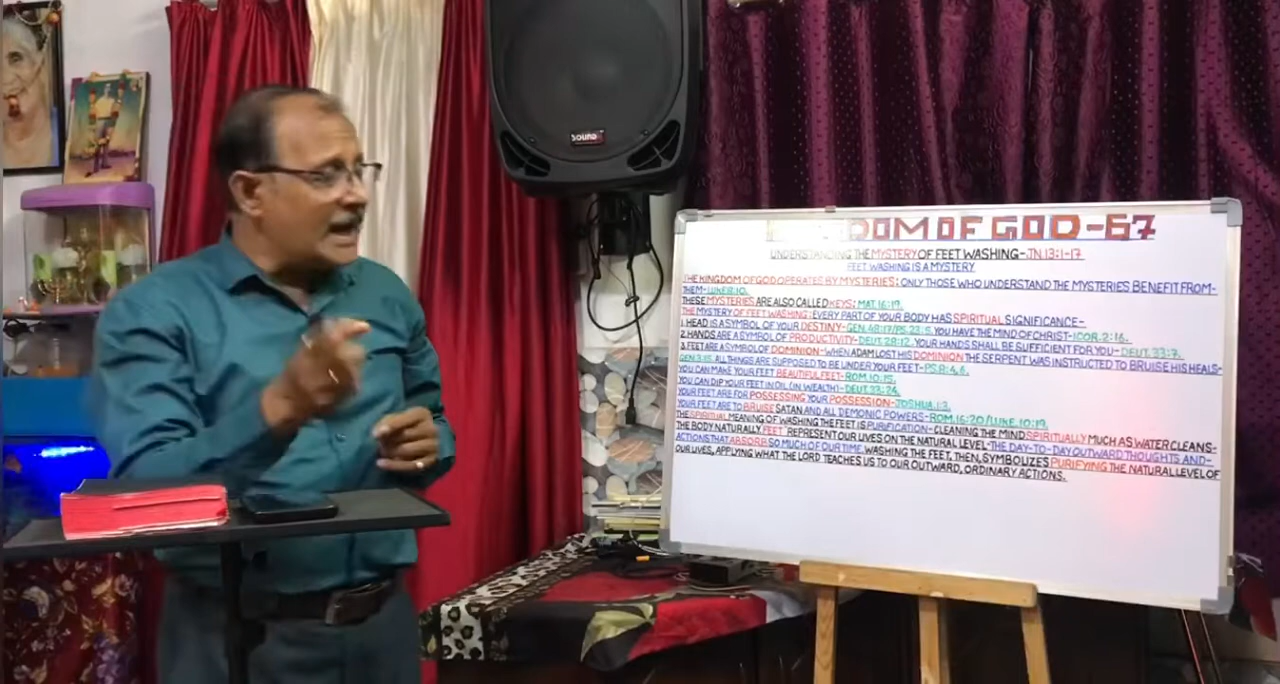 SOUND
DOM OF GOD-67
UNDERSTANDING THE MYSTERY OF FEET WASHING-JN.13:1-17
FEET WASHING IS A MYSTERY
THE KINGDOM OF GOD OPERATES BY MYSTERIES: ONLY THOSE WHO UNDERSTAND THE MYSTERIES BENEFIT FROM-
THEM-LUKE8:10.
THESE MYSTERIES ARE ALSO CALLED KEYS: MAT.16:19.
THE MYSTERY OF FEET WASHING: EVERY PART OF YOUR BODY HAS SPIRITUAL SIGNIFICANCE-
1.HEAD IS A SYMBOL OF YOUR DESTINY-GEN.48:17/PS.23:5. YOU HAVE THE MIND OF CHRIST-1COR.2:16.
2.HANDS ARE A SYMBOL OF PRODUCTIVITY-DEUT.28:12. YOUR HANDS SHALL BE SUFFICIENT FOR YOU-DEUT.33:7.
3.FEET ARE A SYMBOL OF DOMINION-WHEN ADAM LOST HIS DOMINION THE SERPENT WAS INSTRUCTED TO BRUISE HIS HEALS-
GEN.3:15. ALL THINGS ARE SUPPOSED TO BE UNDER YOUR FEET-PS.8:4,6.
YOU CAN MAKE YOUR FEET BEAUTIFUL FEET-ROM.10:15.
YOU CAN DIP YOUR FEET IN OIL (IN WEALTH)-DEUT.33:24.
YOUR FEET ARE FOR POSSESSING YOUR POSSESSION-JOSHUA.1:3.
YOUR FEET ARE TO BRUISE SATAN AND ALL DEMONIC POWERS-ROM.16:20/LUKE.10:19.
THE SPIRITUAL MEANING OF WASHING THE FEET IS PURIFICATION-CLEANING THE MIND SPIRITUALLY MUCH AS WATER CLEANS-
THE BODY NATURALLY. FEET REPRESENT OUR LIVES ON THE NATURAL LEVEL-THE DAY-TO-DAY OUTWARD THOUGHTS AND-
ACTIONS THAT ABSORB SO MUCH OF OUR TIME. WASHING THE FEET, THEN, SYMBOLIZES PURIFYING THE NATURAL LEVEL OF
OUR LIVES, APPLYING WHAT THE LORD TEACHES US TO OUR OUTWARD, ORDINARY ACTIONS.